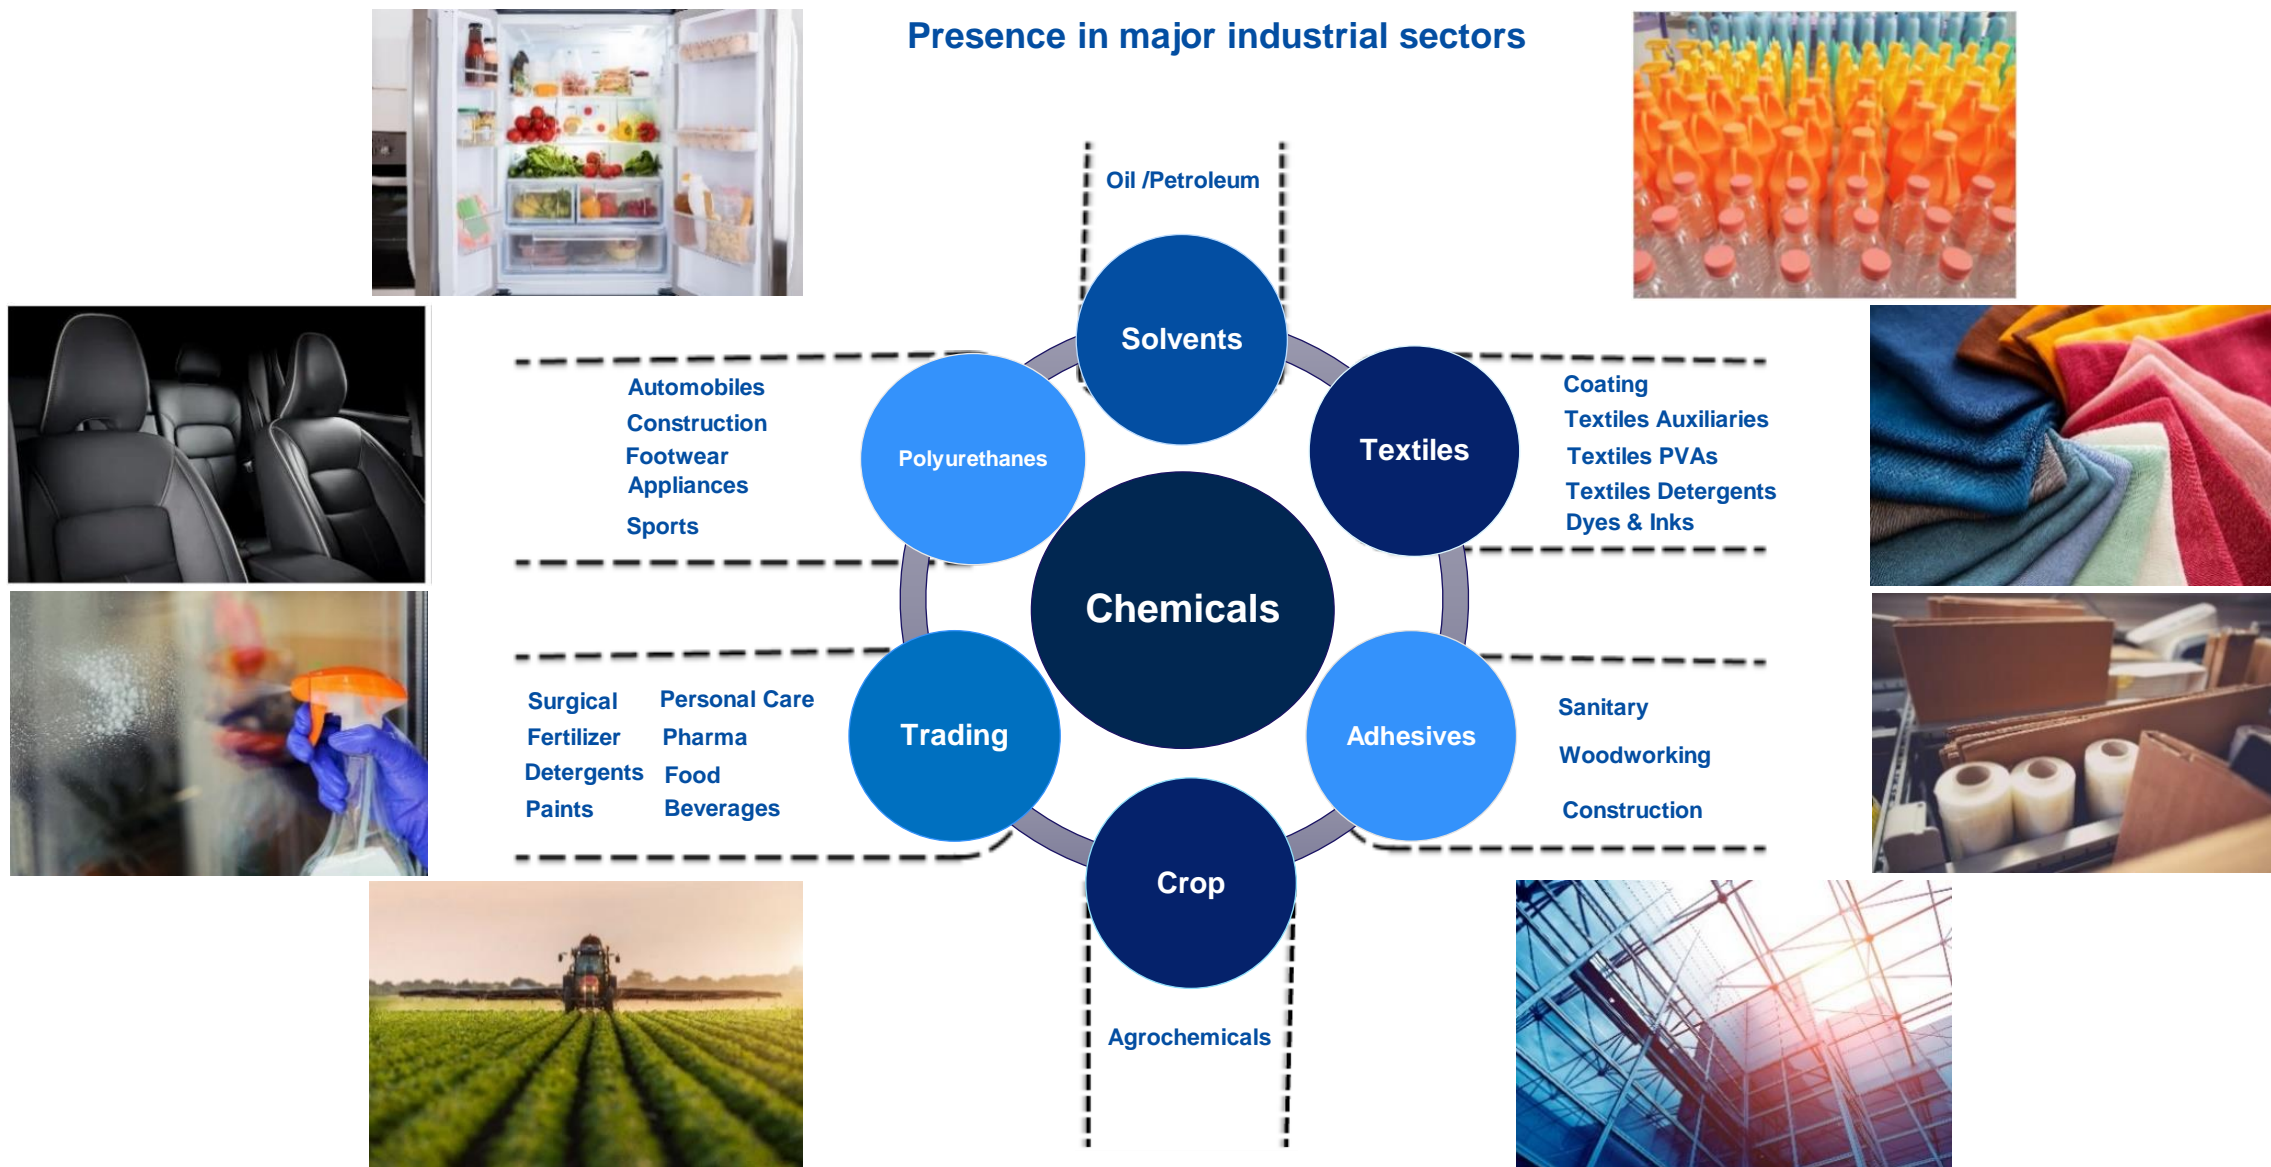 Presence in major industrial sectors
Oil /Petroleum
Solvents
Automobiles
Construction
Footwear
Appliances
Sports
Polyurethanes
Textiles
Coating
Textiles Auxiliaries
Textiles PVAs
Textiles Detergents
Dyes & Inks
Chemicals
Surgical
Fertilizer
Detergents
Paints
Personal Care
Pharma
Food
Beverages
Trading
Adhesives
Sanitary
Woodworking
Construction
Crop
Agrochemicals